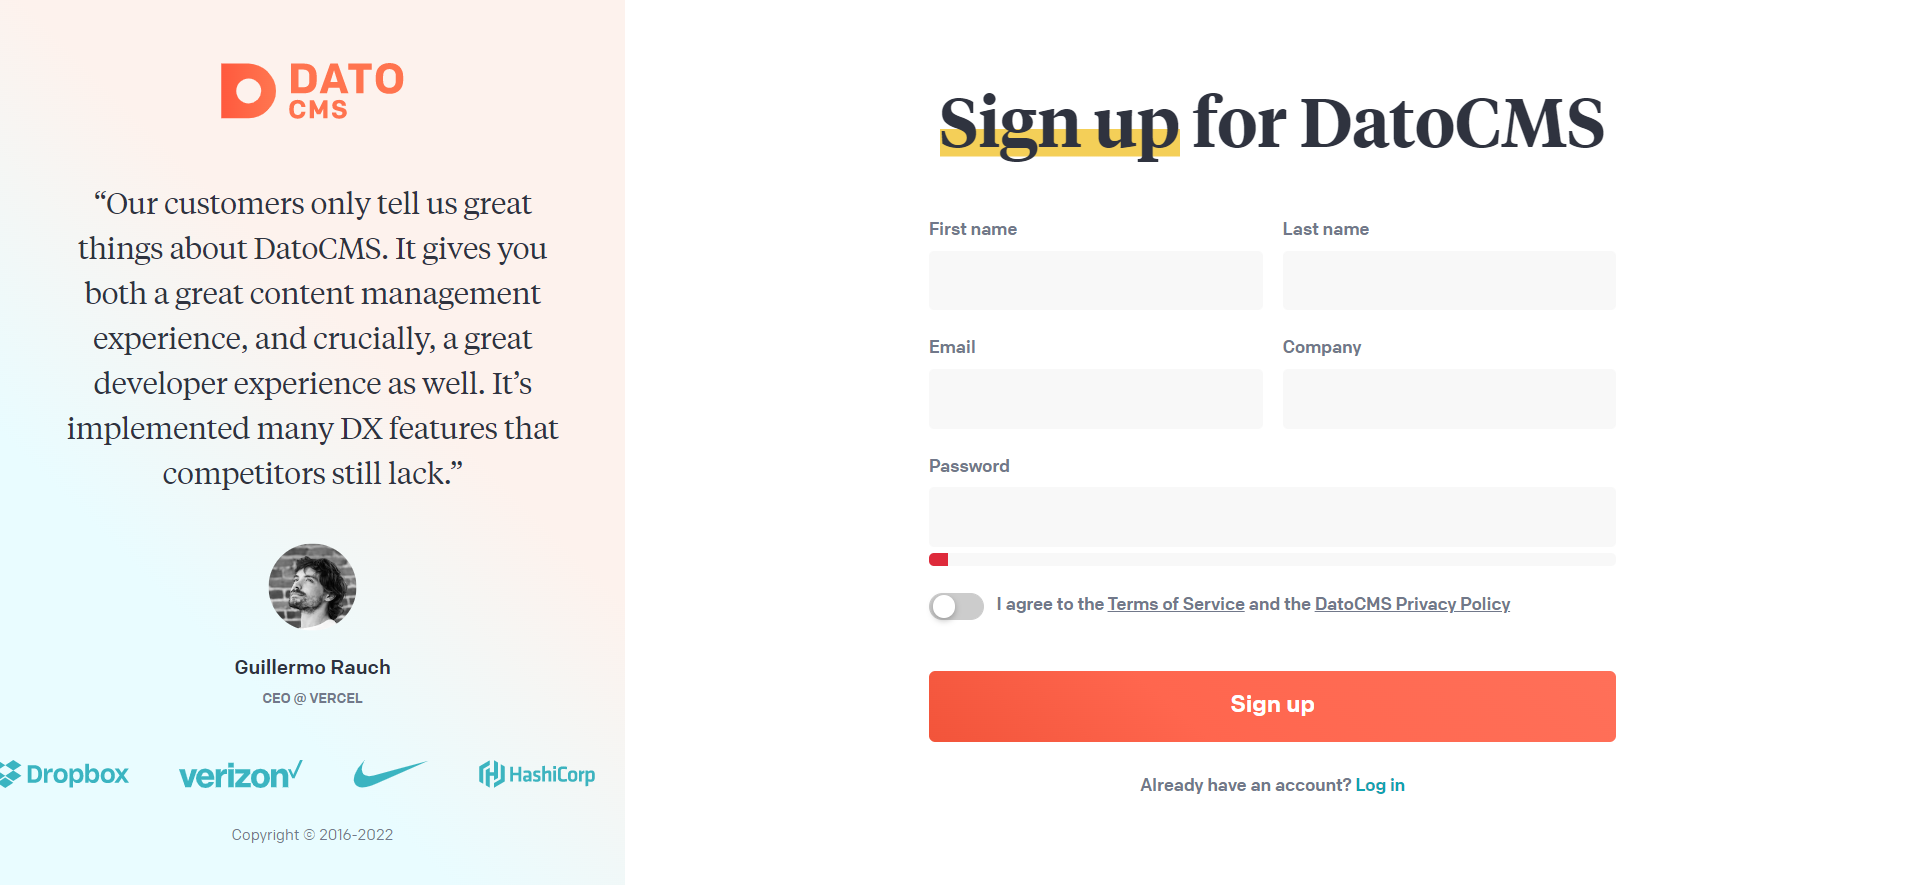 DATO
CMS
“Our customers only tell us great
things about DatoCMS. It gives you
both a great content management
experience, and crucially, a great
developer experience as well. It’s
implemented many DX features that
competitors still lack.”
Guillermo Rauch
CEO @ VERCEL
Dropbox
verizon✓
HashiCorp
Copyright © 2016-2022
Sign up for DatoCMS
First name
Last name
Email
Company
Password
I agree to the Terms of Service and the DatoCMS Privacy Policy
Sign up
Already have an account? Log in